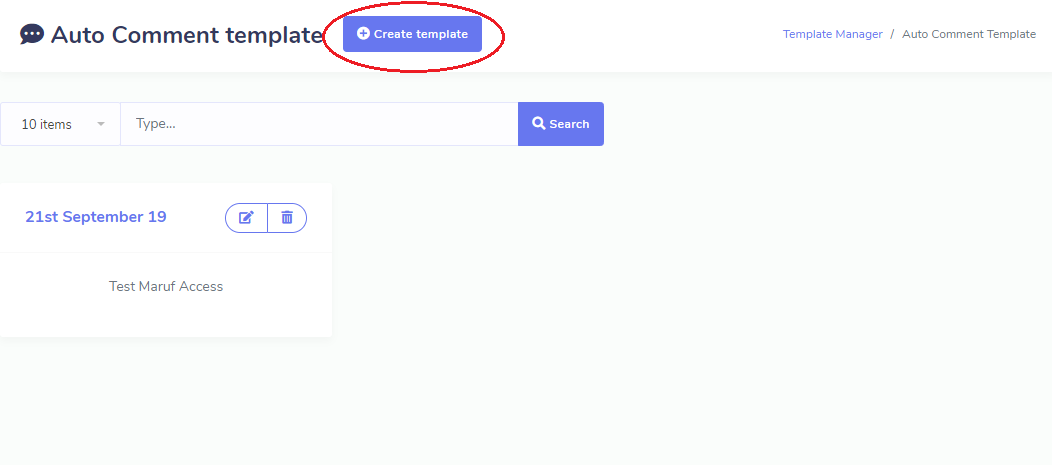 Auto Comment template
Create template
Template Manager / Auto Comment Template
10 items
Type...
Search
21st September 19
Test Maruf Access